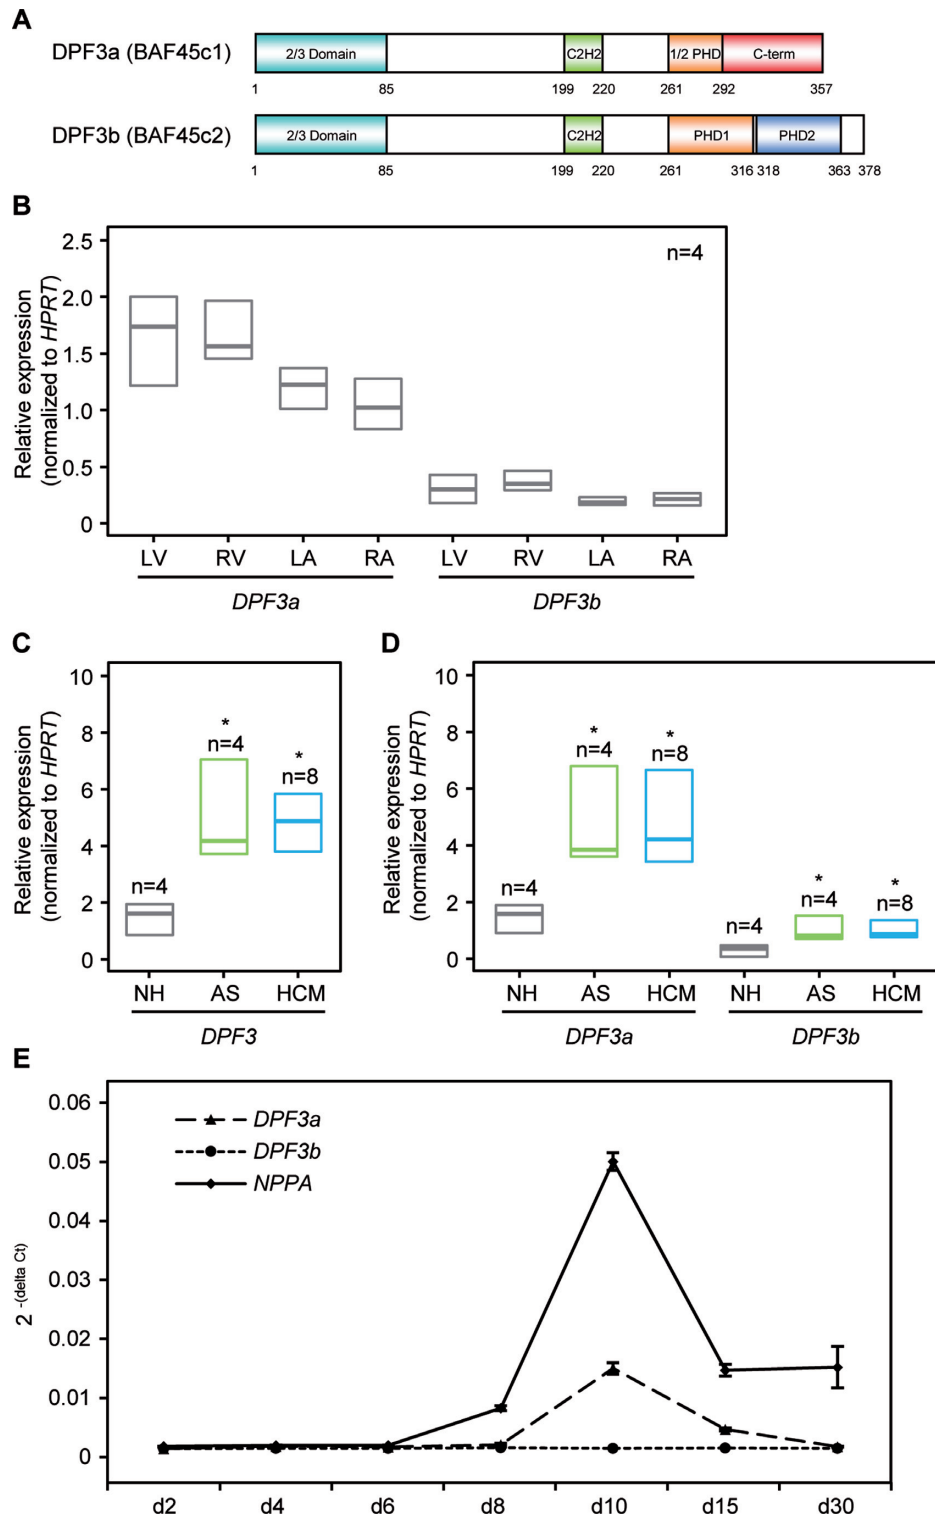 A
DPF3a (BAF45c1)
2/3 Domain
C2H2
1/2 PHD
C-term
1
85
199
220
261
292
357
DPF3b (BAF45c2)
2/3 Domain
C2H2
PHD1
PHD2
1
85
199
220
261
316
318
363
378
B
Relative expression
(normalized to HPRT)
2.5
2.0
1.5
1.0
0.5
0
n=4
LV
RV
LA
RA
LV
RV
LA
RA
DPF3a
DPF3b
C
Relative expression
(normalized to HPRT)
10
8
6
4
2
0
n=4
*
n=4
*
n=8
NH
AS
HCM
DPF3
D
Relative expression
(normalized to HPRT)
10
8
6
4
2
0
n=4
*
n=4
*
n=8
n=4
*
n=4
*
n=8
NH
AS
HCM
NH
AS
HCM
DPF3a
DPF3b
E
2 -(delta Ct)
0.06
0.05
0.04
0.03
0.02
0.01
0
DPF3a
DPF3b
NPPA
d2
d4
d6
d8
d10
d15
d30